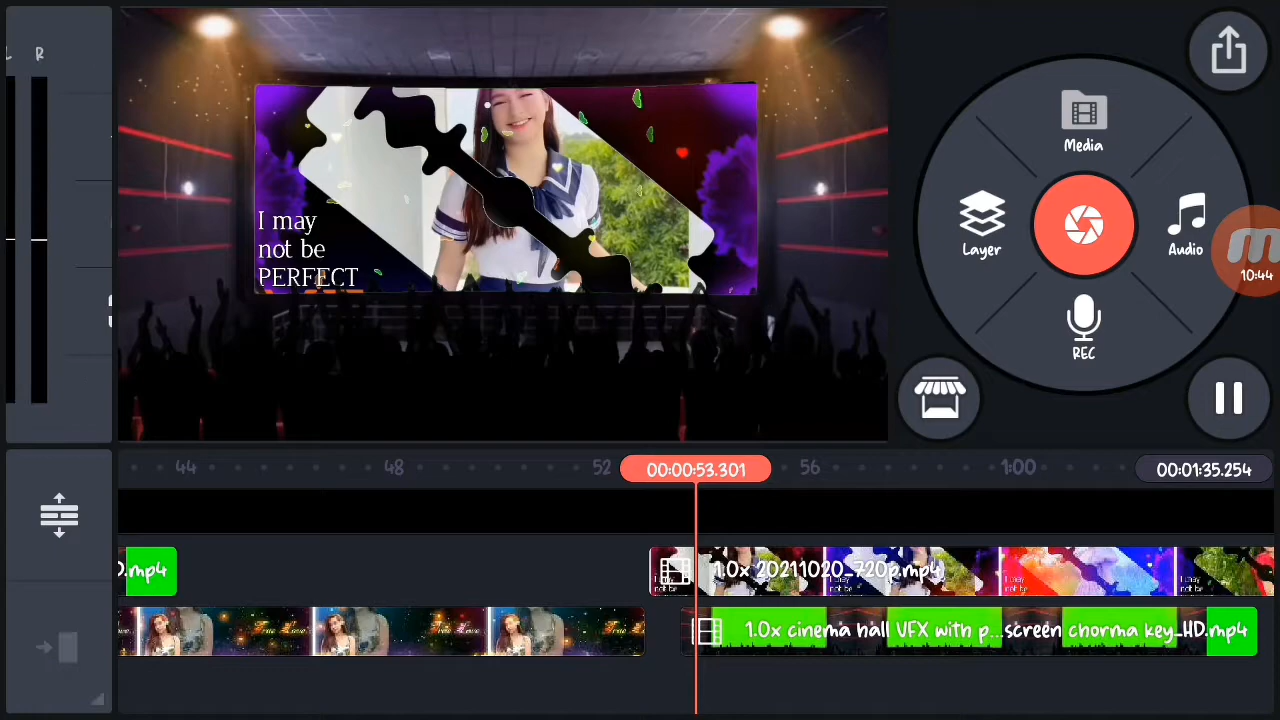 R
Media
Layer
Audio
REC
10:44
I may
not be
PERFECT
44
48
52
00:00:53.301
56
1:00
00:01:35.254
.mp4
1.0x 20211020_720p.mp4
1.0x cinema hall VFX with p...screen chorma key_HD.mp4